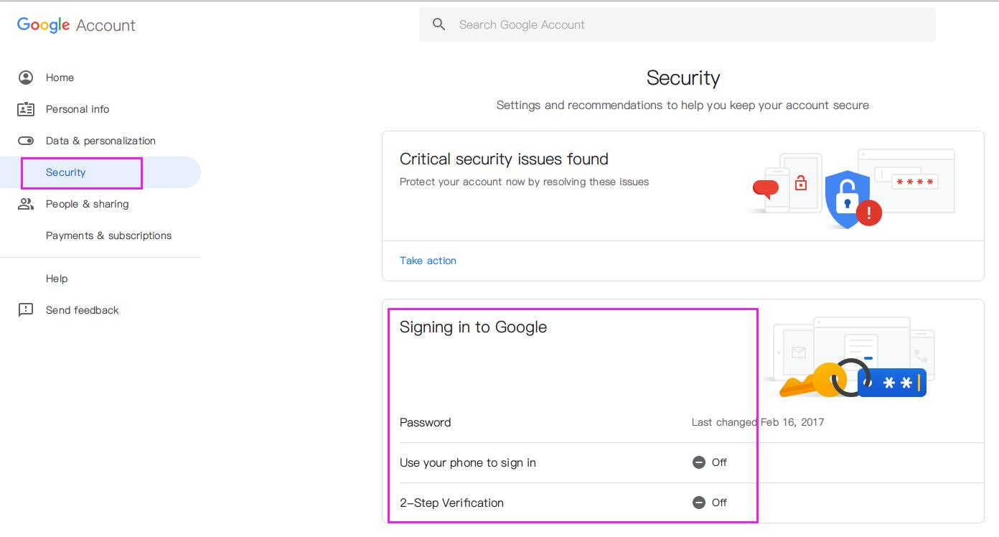 Google Account
Search Google Account
Home
Personal info
Data & personalization
Security
People & sharing
Payments & subscriptions
Help
Send feedback
Security
Settings and recommendations to help you keep your account secure
Critical security issues found
Protect your account now by resolving these issues
Take action
Signing in to Google
Password Last changed Feb 16, 2017
Use your phone to sign in Off
2-Step Verification Off